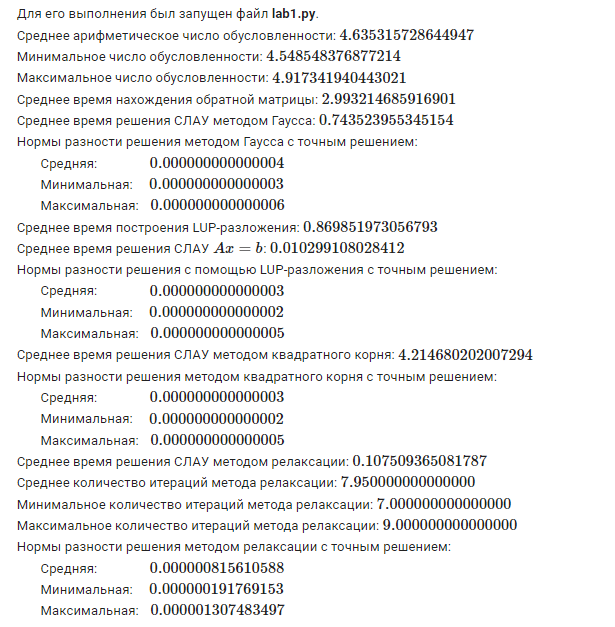 Для его выполнения был запущен файл lab1.py.
Среднее арифметическое число обусловленности: 4.635315728644947
Минимальное число обусловленности: 4.548548376877214
Максимальное число обусловленности: 4.917341940443021
Среднее время нахождения обратной матрицы: 2.993214685916901
Среднее время решения СЛАУ методом Гаусса: 0.743523955345154
Нормы разности решения методом Гаусса с точным решением:
Средняя: 0.000000000000004
Минимальная: 0.000000000000003
Максимальная: 0.000000000000006
Среднее время построения LUP-разложения: 0.869851973056793
Среднее время решения СЛАУ Ax = b: 0.010299108028412
Нормы разности решения с помощью LUP-разложения с точным решением:
Средняя: 0.000000000000003
Минимальная: 0.000000000000002
Максимальная: 0.000000000000005
Среднее время решения СЛАУ методом квадратного корня: 4.214680202007294
Нормы разности решения методом квадратного корня с точным решением:
Средняя: 0.000000000000003
Минимальная: 0.000000000000002
Максимальная: 0.000000000000005
Среднее время решения СЛАУ методом релаксации: 0.107509365081787
Среднее количество итераций метода релаксации: 7.950000000000000
Минимальное количество итераций метода релаксации: 7.000000000000000
Максимальное количество итераций метода релаксации: 9.000000000000000
Нормы разности решения методом релаксации с точным решением:
Средняя: 0.000000815610588
Минимальная: 0.000000191769153
Максимальная: 0.000001307483497